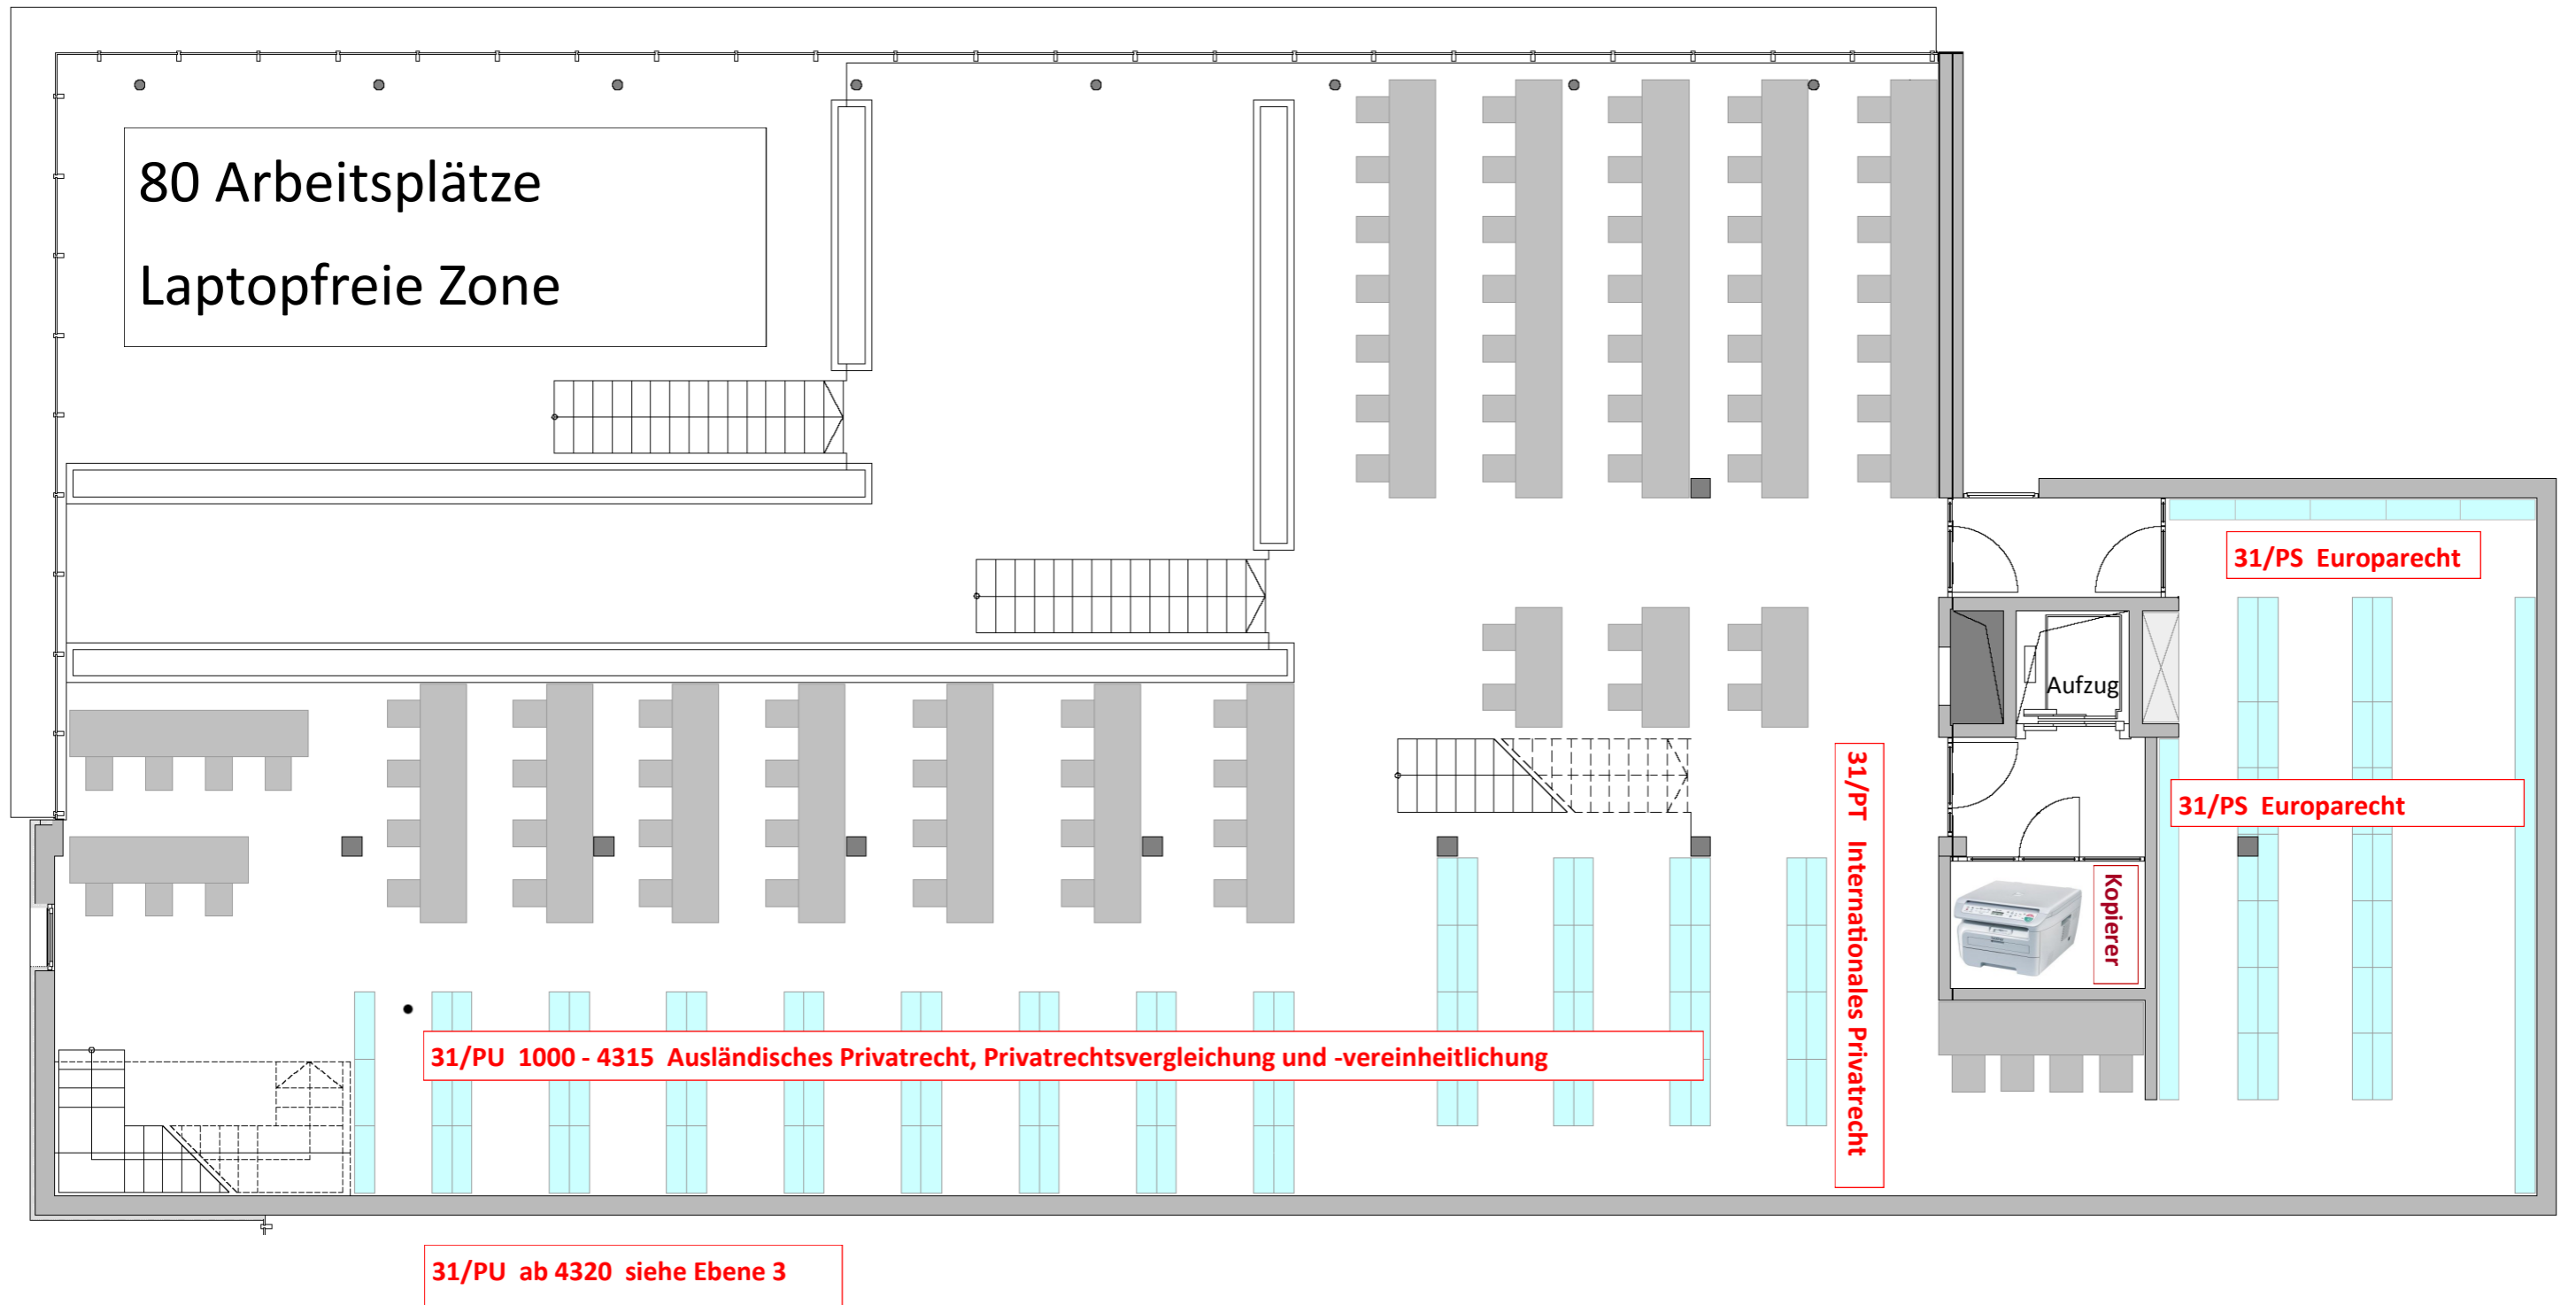 80 Arbeitsplätze
Laptopfreie Zone
31/PS  Europarecht
Aufzug
31/PS  Europarecht
31/PT  Internationales Privatrecht
Kopierer
31/PU  1000 - 4315  Ausländisches Privatrecht, Privatrechtsvergleichung und -vereinheitlichung
31/PU  ab 4320  siehe Ebene 3